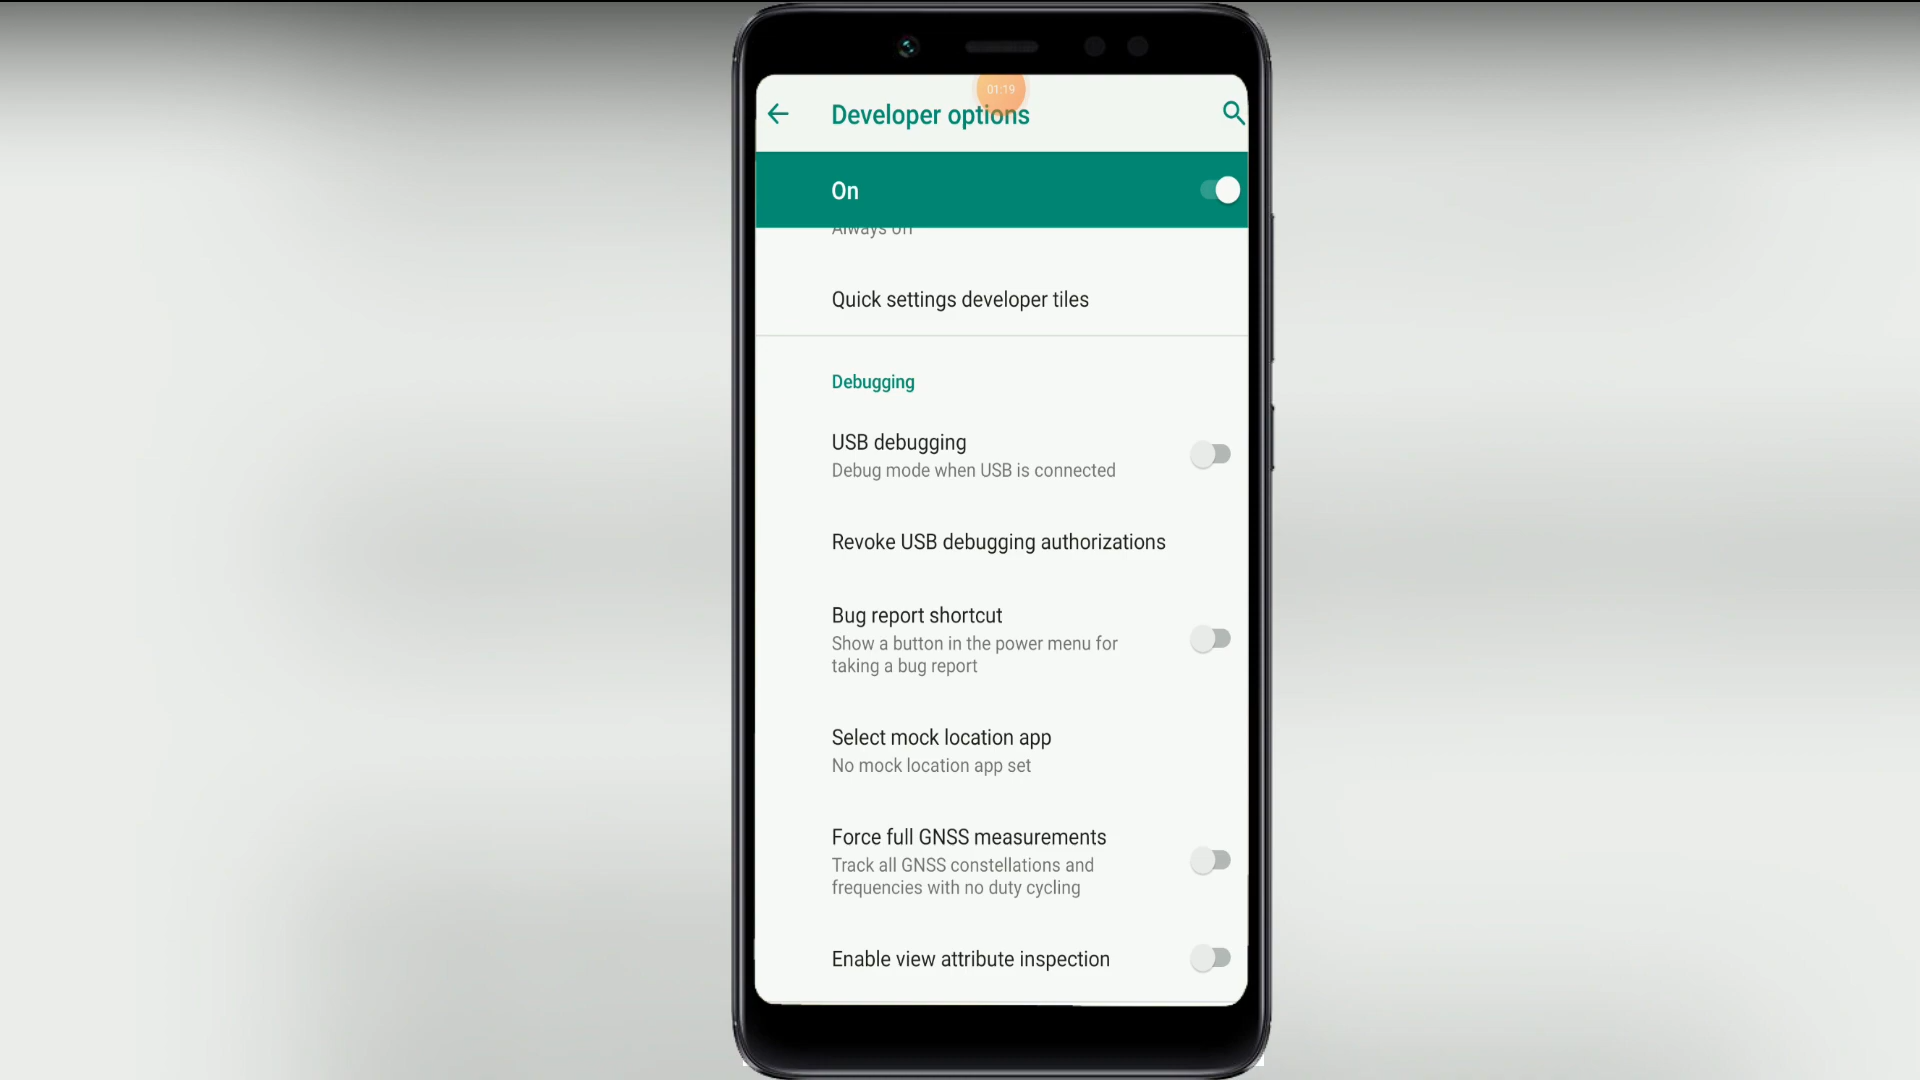 01:19
Developer options
On
Always on
Quick settings developer tiles
Debugging
USB debugging
Debug mode when USB is connected
Revoke USB debugging authorizations
Bug report shortcut
Show a button in the power menu for
taking a bug report
Select mock location app
No mock location app set
Force full GNSS measurements
Track all GNSS constellations and
frequencies with no duty cycling
Enable view attribute inspection